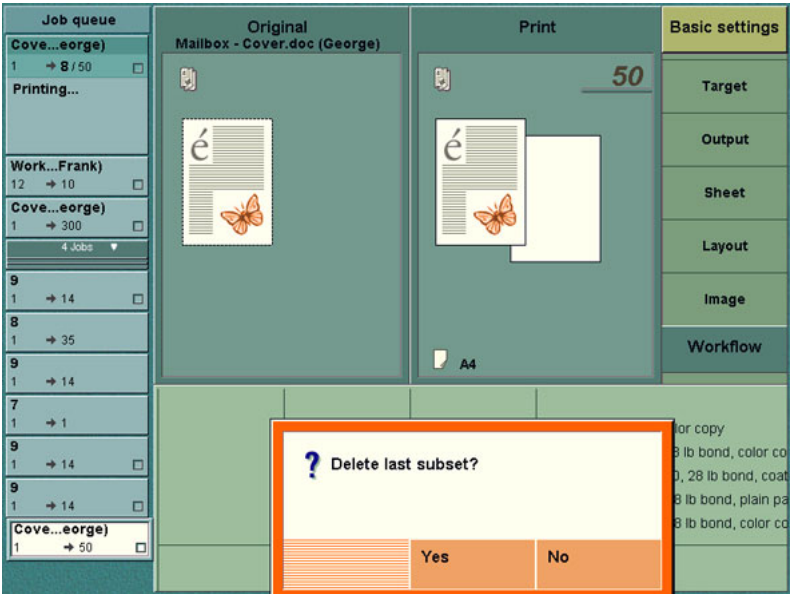 Job queue
Cove...eorge)
1 → 8 / 50
Printing...
Work...Frank)
12 → 10
Cove...eorge)
1 → 300
4 Jobs ▼
9
1 → 14
8
1 → 35
9
1 → 14
7
1 → 1
9
1 → 14
9
1 → 14
Cove...eorge)
1 → 50
Original
Mailbox - Cover.doc (George)
é
Print
50
é
A4
Basic settings
Target
Output
Sheet
Layout
Image
Workflow
lor copy
8 lb bond, color co
0, 28 lb bond, coat
8 lb bond, plain pa
8 lb bond, color co
? Delete last subset?
Yes
No